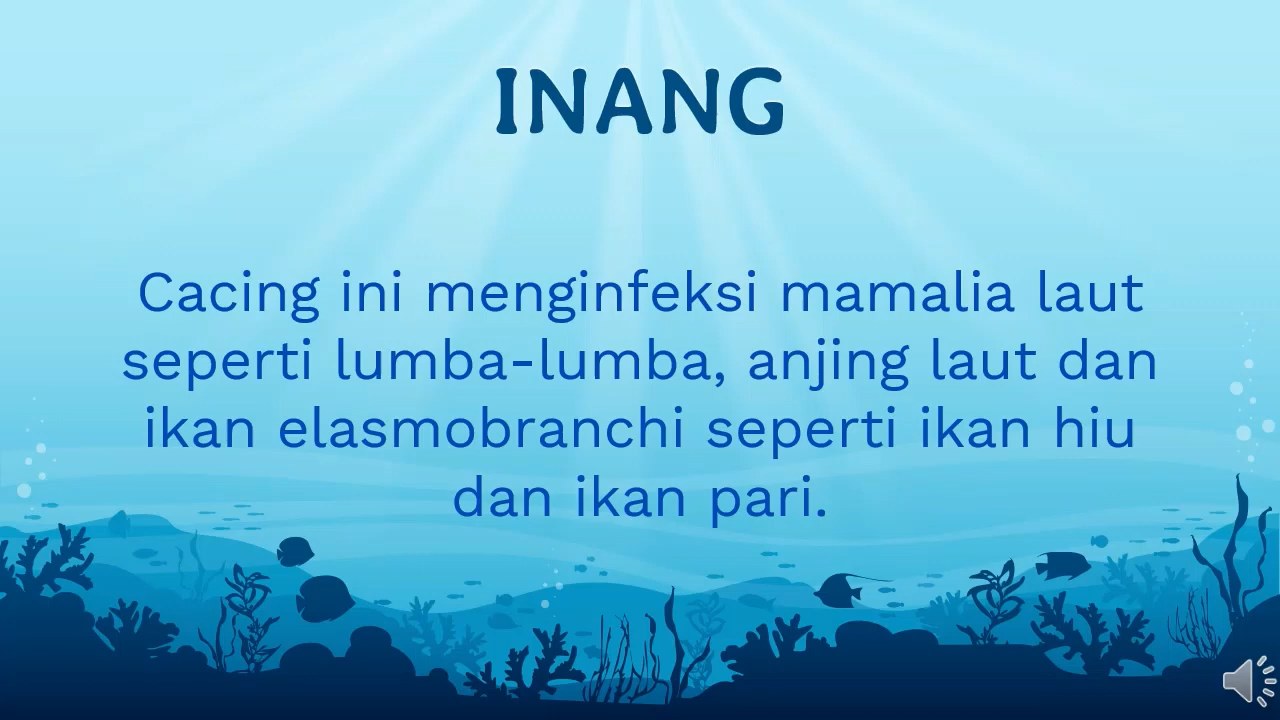 INANG
Cacing ini menginfeksi mamalia laut
seperti lumba-lumba, anjing laut dan
ikan elasmobranchi seperti ikan hiu
dan ikan pari.